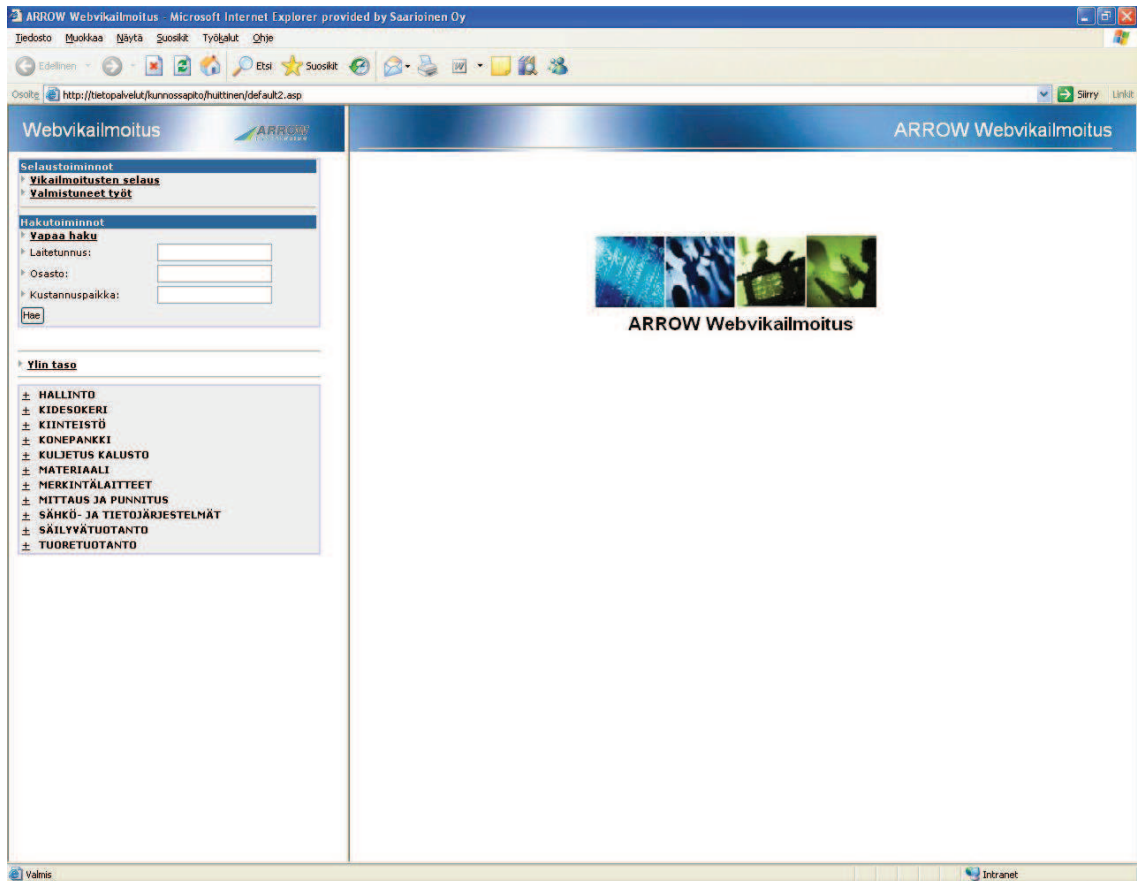 ARROW Webvikailmoitus - Microsoft Internet Explorer provided by Saarioinen Oy
Tiedosto Muokkaa Näytä Suosikit Työkalut Ohje
Edellinen Etsi Suosikit
Osoite http://tietopalvelut/kunnossapito/huittinen/default2.asp Siirry Linkit
Webvikailmoitus ARROW
ARROW Webvikailmoitus
Selaustoiminnot
Vikailmoitusten selaus
Valmistuneet työt
Hakutoiminnot
Vapaa haku
Laitetunnus:
Osasto:
Kustannuspaikka:
Hae
Ylin taso
± HALLINTO
± KIDESOKERI
± KIINTEISTÖ
± KONEPANKKI
± KULJETUS KALUSTO
± MATERIAALI
± MERKINTÄLAITTEET
± MITTAUS JA PUNNITUS
± SÄHKÖ- JA TIETOJÄRJESTELMÄT
± SÄILYVÄTUOTANTO
± TUORETUOTANTO
ARROW Webvikailmoitus
Valmis Intranet